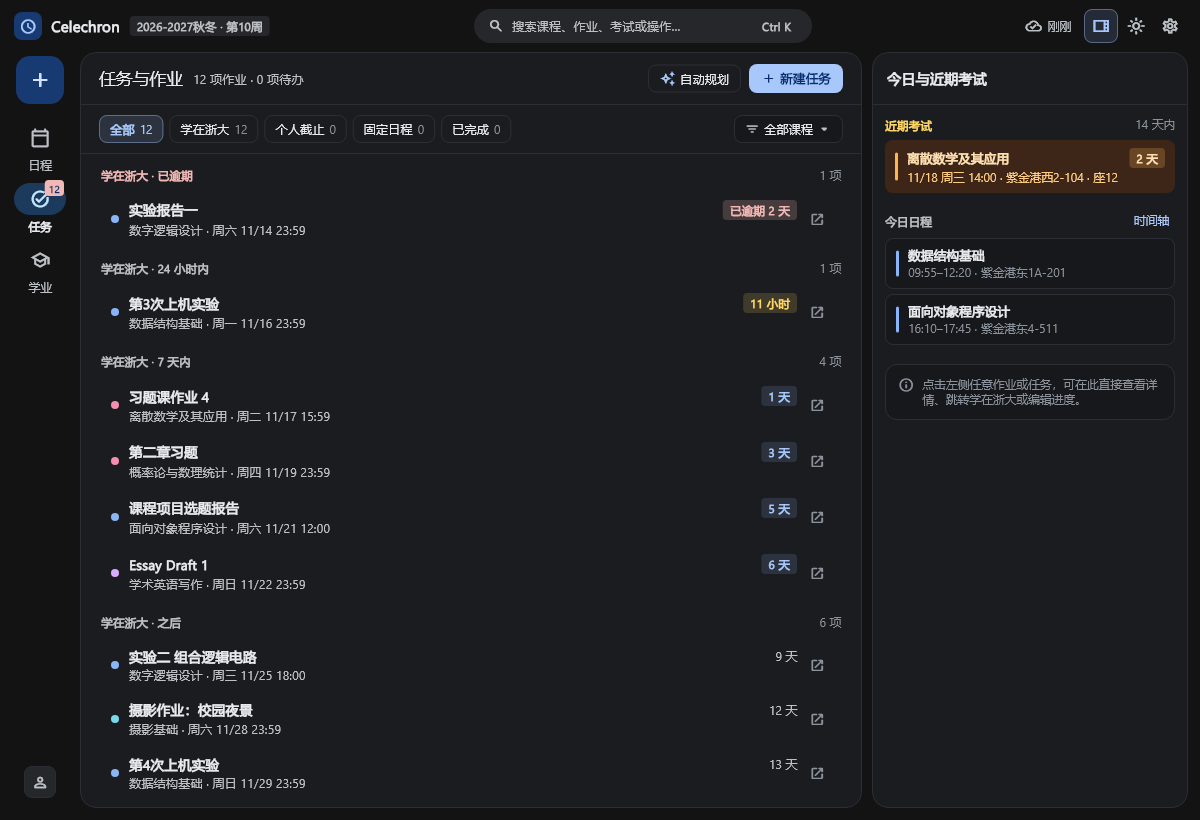 Celechron 2026-2027秋冬 · 第10周 搜索课程、作业、考试或操作... Ctrl K 刚刚
日程
12
任务
学业
任务与作业 12 项作业 · 0 项待办 自动规划 新建任务
全部 12 学在浙大 12 个人截止 0 固定日程 0 已完成 0 全部课程
学在浙大 · 已逾期 1 项
实验报告一 已逾期 2 天
数字逻辑设计 · 周六 11/14 23:59
学在浙大 · 24 小时内 1 项
第3次上机实验 11 小时
数据结构基础 · 周一 11/16 23:59
学在浙大 · 7 天内 4 项
习题课作业 4 1 天
离散数学及其应用 · 周二 11/17 15:59
第二章习题 3 天
概率论与数理统计 · 周四 11/19 23:59
课程项目选题报告 5 天
面向对象程序设计 · 周六 11/21 12:00
Essay Draft 1 6 天
学术英语写作 · 周日 11/22 23:59
学在浙大 · 之后 6 项
实验二 组合逻辑电路 9 天
数字逻辑设计 · 周三 11/25 18:00
摄影作业：校园夜景 12 天
摄影基础 · 周六 11/28 23:59
第4次上机实验 13 天
数据结构基础 · 周日 11/29 23:59
今日与近期考试
近期考试 14 天内
离散数学及其应用 2 天
11/18 周三 14:00 · 紫金港西2-104 · 座12
今日日程 时间轴
数据结构基础
09:55–12:20 · 紫金港东1A-201
面向对象程序设计
16:10–17:45 · 紫金港东4-511
点击左侧任意作业或任务，可在此直接查看详
情、跳转学在浙大或编辑进度。